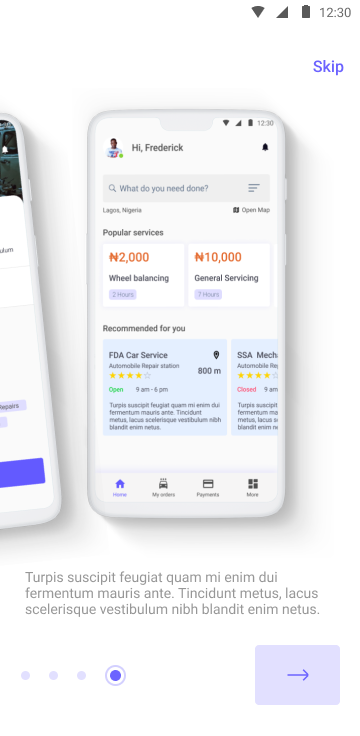 12:30
Skip
12:30
Hi, Frederick
What do you need done?
Lagos, Nigeria
Open Map
Popular services
₦2,000
Wheel balancing
2 Hours
₦10,000
General Servicing
7 Hours
Recommended for you
FDA Car Service
Automobile Repair station
800 m
Open 9 am - 6 pm
Turpis suscipit feugiat quam mi enim dui
fermentum mauris ante. Tincidunt
metus, lacus scelerisque vestibulum nibh
blandit enim netus.
SSA Mech
Automobile Repa
Closed 9 am
Turpis suscipit
fermentum
metus, lacus
blandit enim
Home
My orders
Payments
More
ulum
Repairs
Turpis suscipit feugiat quam mi enim dui
fermentum mauris ante. Tincidunt metus, lacus
scelerisque vestibulum nibh blandit enim netus.